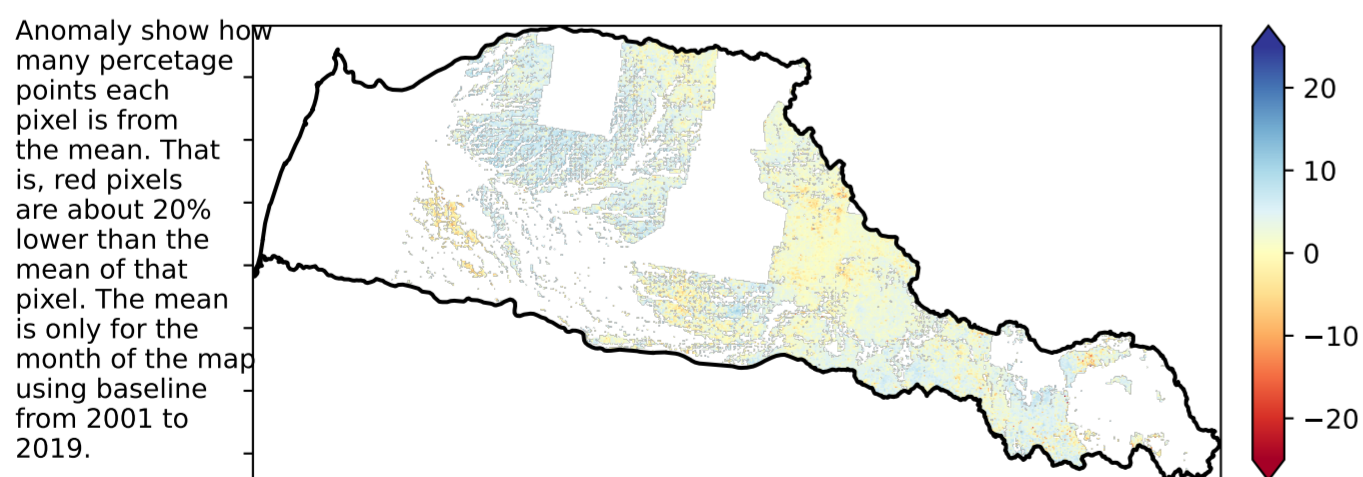 Anomaly show how
many percetage
points each
pixel is from
the mean. That
is, red pixels
are about 20%
lower than the
mean of that
pixel. The mean
is only for the
month of the map
using baseline
from 2001 to
2019.
20
10
0
−10
−20